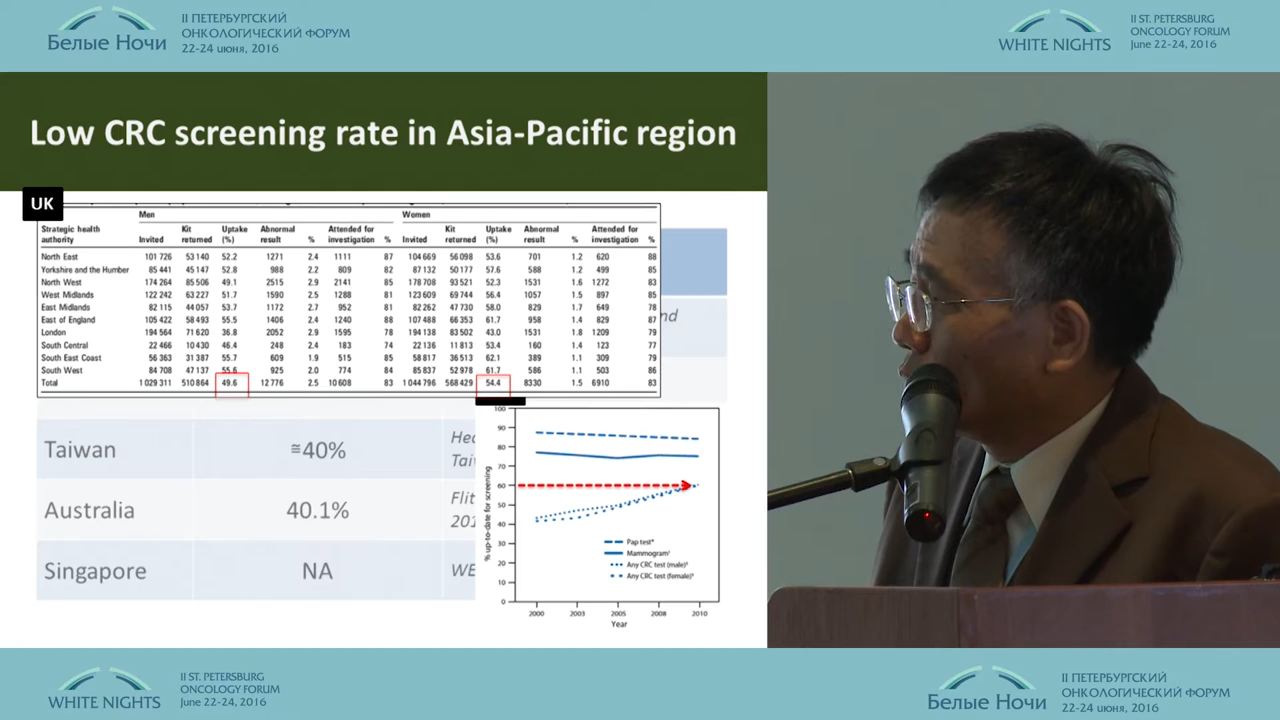 II ПЕТЕРБУРГСКИЙ
ОНКОЛОГИЧЕСКИЙ ФОРУМ
Белые Ночи
22-24 июня, 2016
II ST. PETERSBURG
ONCOLOGY FORUM
WHITE NIGHTS
June 22-24, 2016
Low CRC screening rate in Asia-Pacific region
UK
Men Women
Strategic health authority Invited Kit returned Uptake (%) Abnormal result % Attended for investigation % Invited Kit returned Uptake (%) Abnormal result % Attended for investigation %
North East 101 726 53 140 52.2 1271 2.4 1111 87 104 669 56 098 53.6 701 1.2 620 88
Yorkshire and the Humber 85 441 45 147 52.8 988 2.2 809 82 87 132 50 177 57.6 588 1.2 499 85
North West 174 264 85 506 49.1 2515 2.9 2141 85 178 708 93 521 52.3 1531 1.6 1272 83
West Midlands 122 242 63 227 51.7 1590 2.5 1288 81 123 609 69 744 56.4 1057 1.5 897 85
East Midlands 82 115 44 057 53.7 1172 2.7 952 81 82 262 47 730 58.0 829 1.7 649 78
East of England 105 422 58 493 55.5 1406 2.4 1240 88 107 488 66 353 61.7 958 1.4 829 87
London 194 564 71 620 36.8 2052 2.9 1595 78 194 138 83 502 43.0 1531 1.8 1209 79
South Central 22 466 10 430 46.4 248 2.4 183 74 22 136 11 813 53.4 160 1.4 123 77
South East Coast 56 363 31 387 55.7 609 1.9 515 85 58 817 36 513 62.1 389 1.1 309 79
South West 84 708 47 137 55.6 925 2.0 774 84 85 837 52 978 61.7 586 1.1 503 86
Total 1 029 311 510 864 49.6 12 776 2.5 10 608 83 1 044 796 568 429 54.4 8330 1.5 6910 83
nd
Taiwan ≅40% Hea
Tai
Australia 40.1% Flit
201
Singapore NA WE
100
90
80
70
60
50
40
30
20
10
0
% up-to-date for screening
Pap test*
Mammogram†
Any CRC test (male)§
Any CRC test (female)§
2000 2003 2005 2008 2010
Year
II ST. PETERSBURG
ONCOLOGY FORUM
WHITE NIGHTS
June 22-24, 2016
II ПЕТЕРБУРГСКИЙ
ОНКОЛОГИЧЕСКИЙ ФОРУМ
Белые Ночи
22-24 июня, 2016